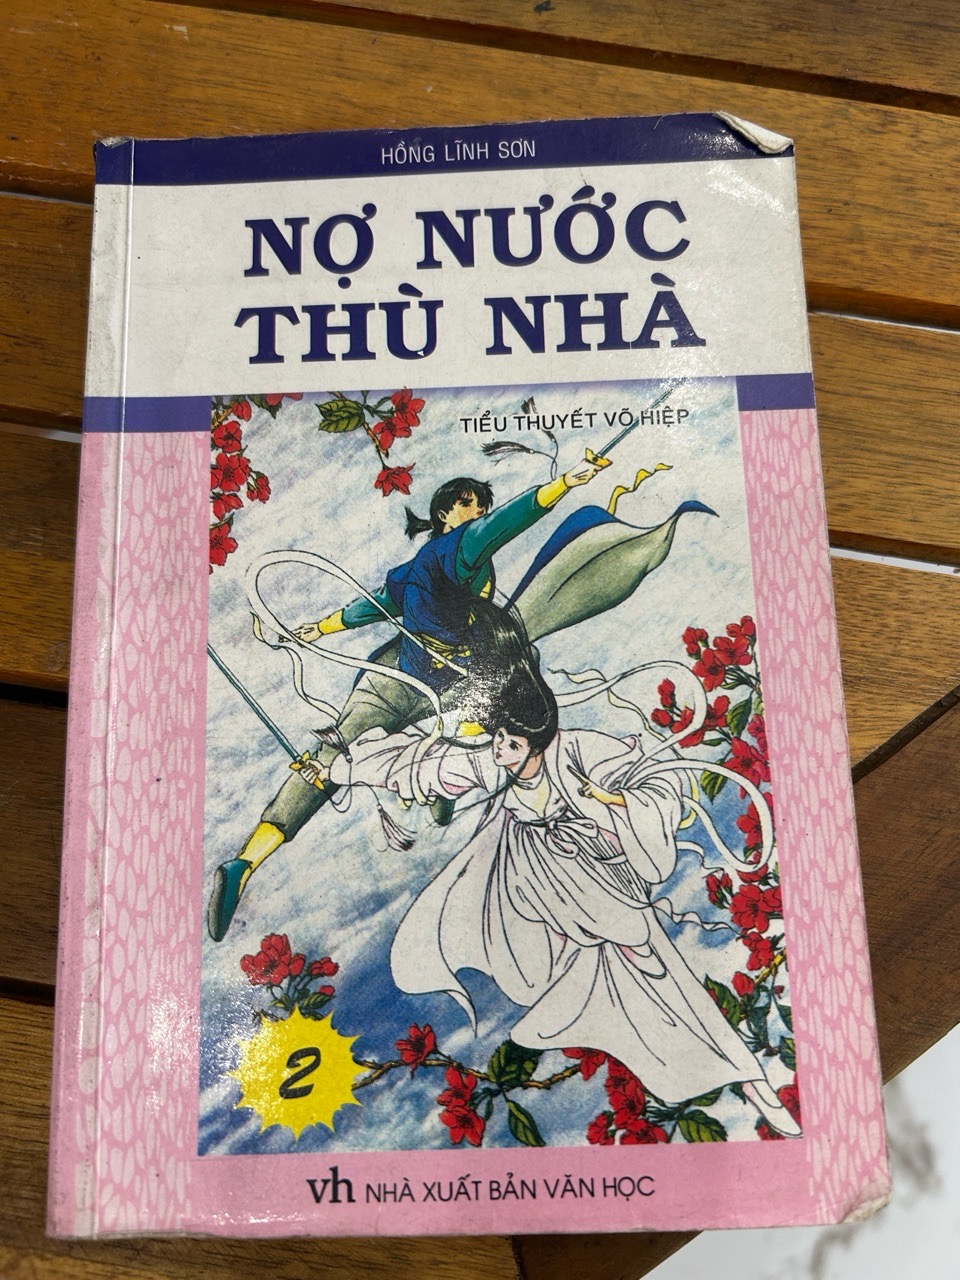 HỒNG LĨNH SƠN
NỢ NƯỚC
THÙ NHÀ
TIỂU THUYẾT VÕ HIỆP
2
vh NHÀ XUẤT BẢN VĂN HỌC